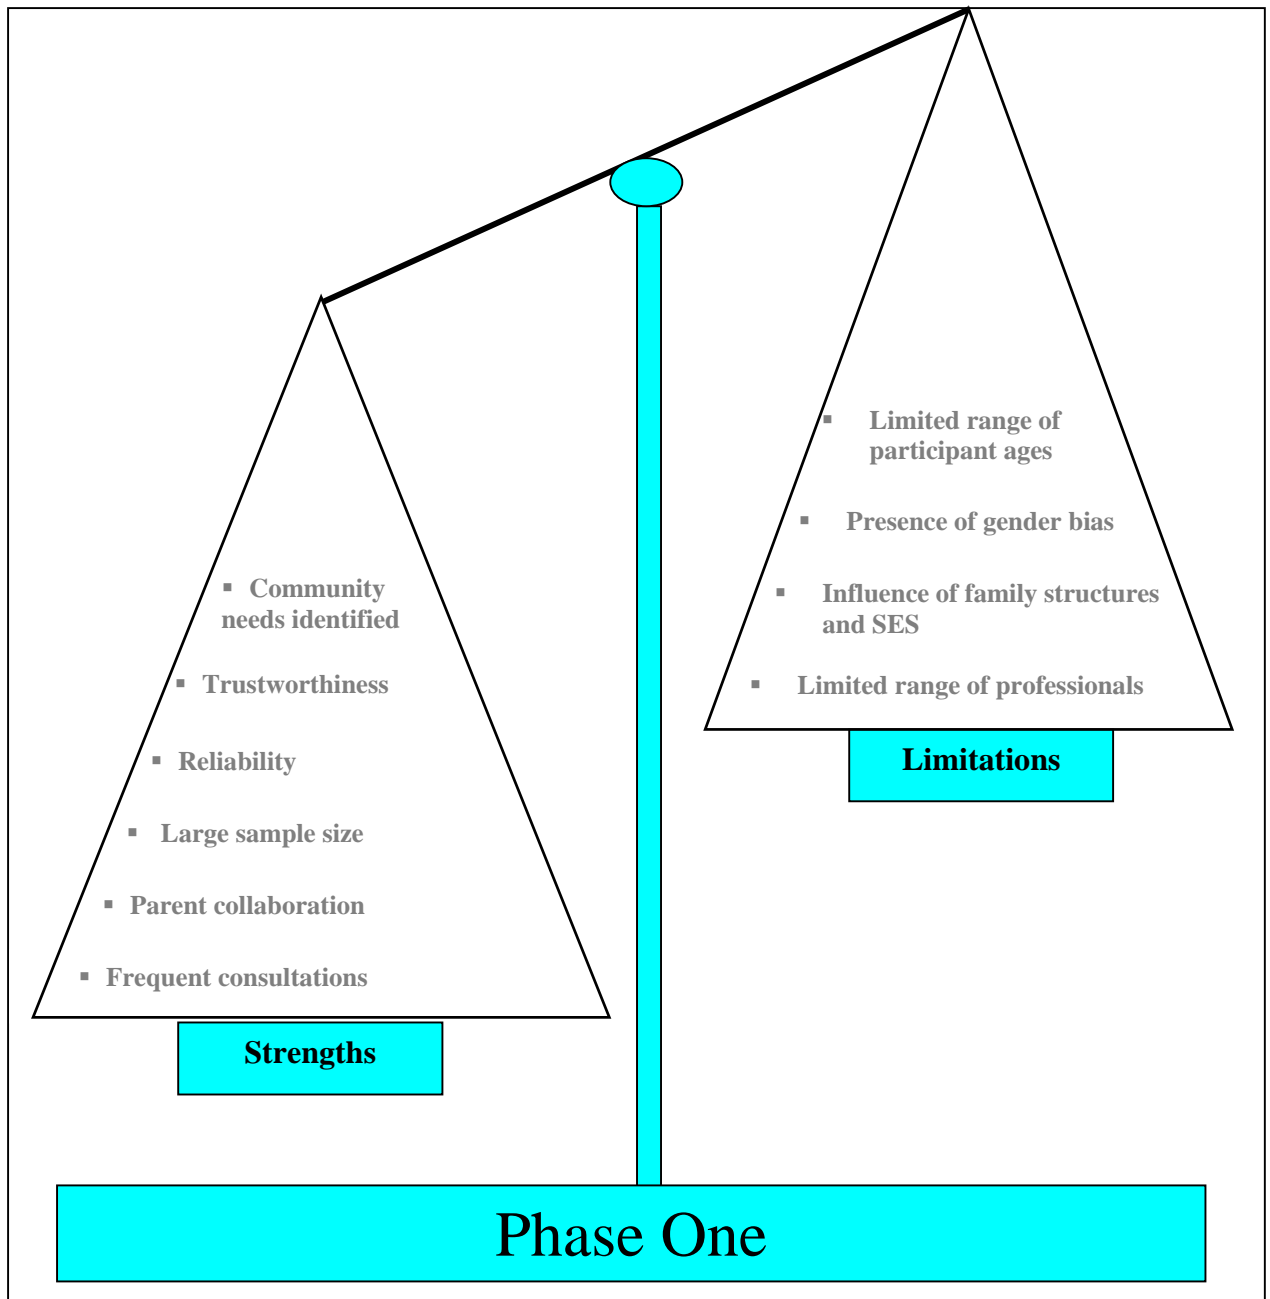 ▪ Community
needs identified
▪ Trustworthiness
▪ Reliability
▪ Large sample size
▪ Parent collaboration
▪ Frequent consultations
Strengths
▪ Limited range of
participant ages
▪ Presence of gender bias
▪ Influence of family structures
and SES
▪ Limited range of professionals
Limitations
Phase One